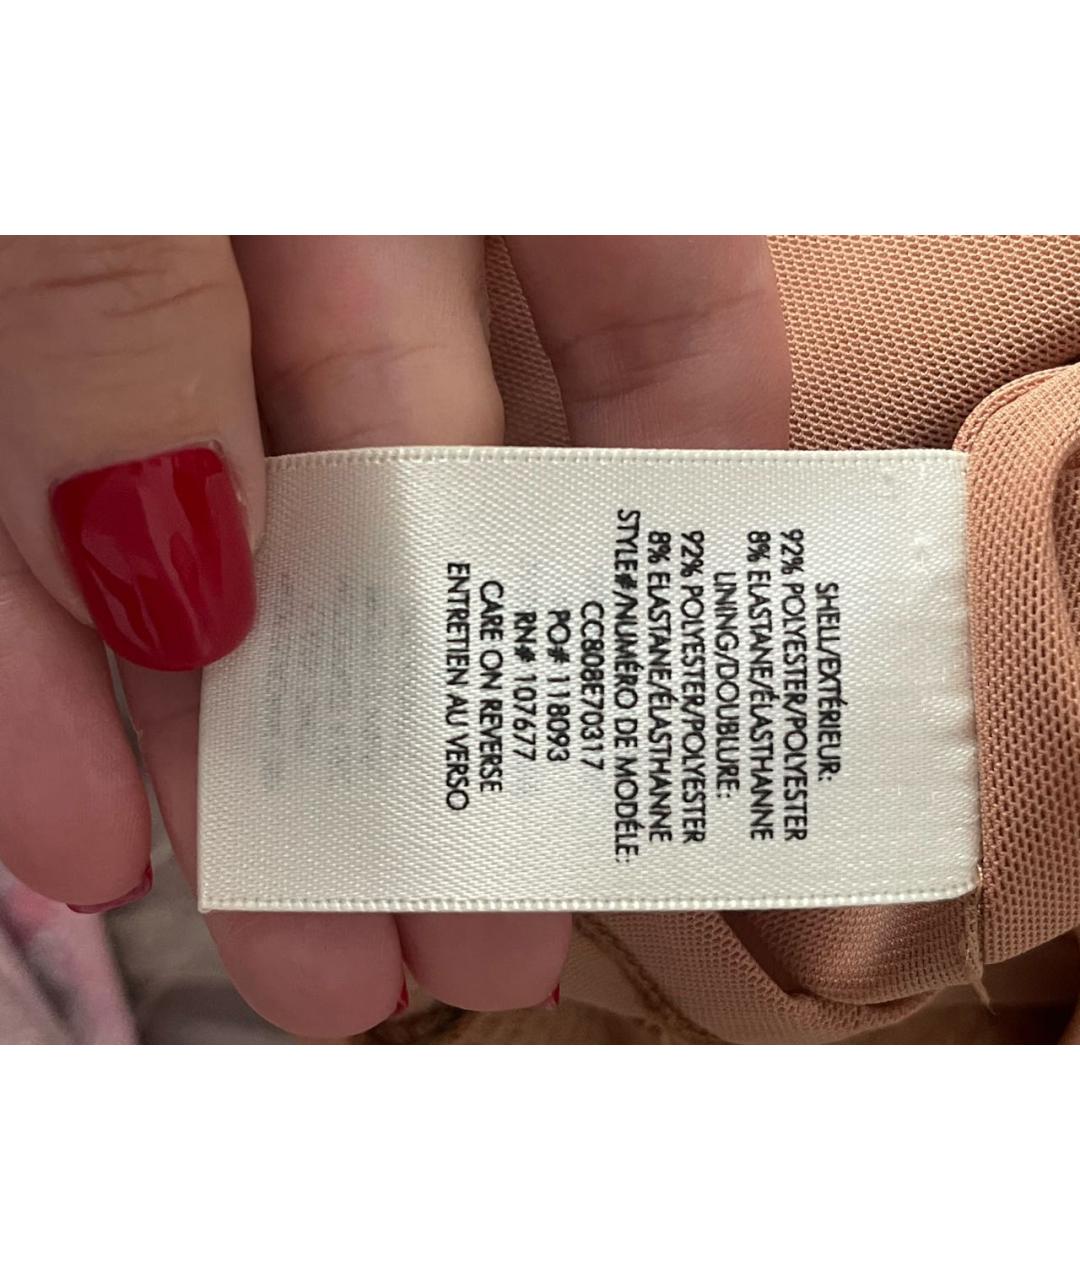 SHELL/EXTÉRIEUR:
92% POLYESTER/POLYESTER
8% ELASTANE/ÉLASTHANNE
LINING/DOUBLURE:
92% POLYESTER/POLYESTER
8% ELASTANE/ÉLASTHANNE
STYLE#/NUMÉRO DE MODÉLE:
CC808E70317
PO# 118093
RN# 107677
CARE ON REVERSE
ENTRETIEN AU VERSO